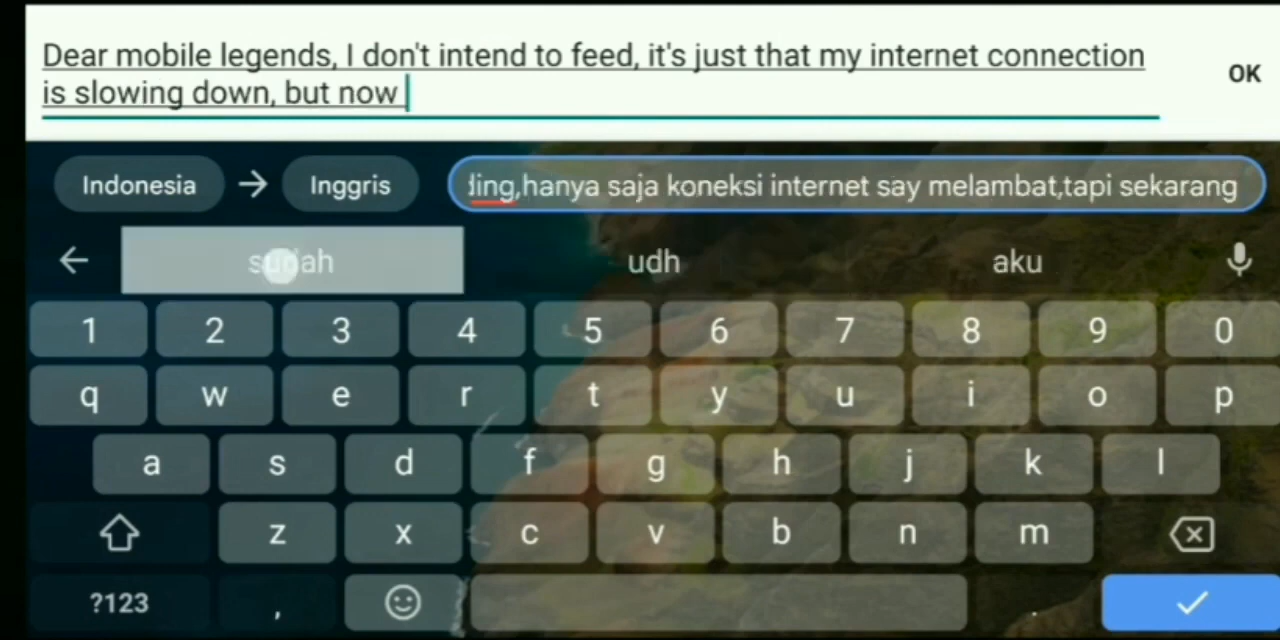 Dear mobile legends, I don't intend to feed, it's just that my internet connection
is slowing down, but now
OK
Indonesia → Inggris
ding,hanya saja koneksi internet say melambat,tapi sekarang
sudah udh aku
1 2 3 4 5 6 7 8 9 0
q w e r t y u i o p
a s d f g h j k l
z x c v b n m
?123 , .